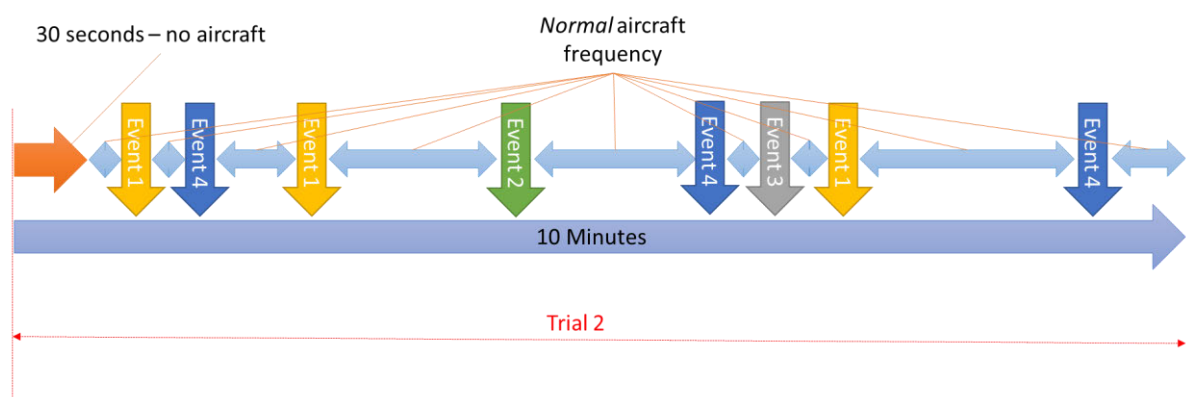 30 seconds – no aircraft
Normal aircraft
frequency
Event 1
Event 4
Event 1
Event 2
Event 4
Event 3
Event 1
Event 4
10 Minutes
Trial 2